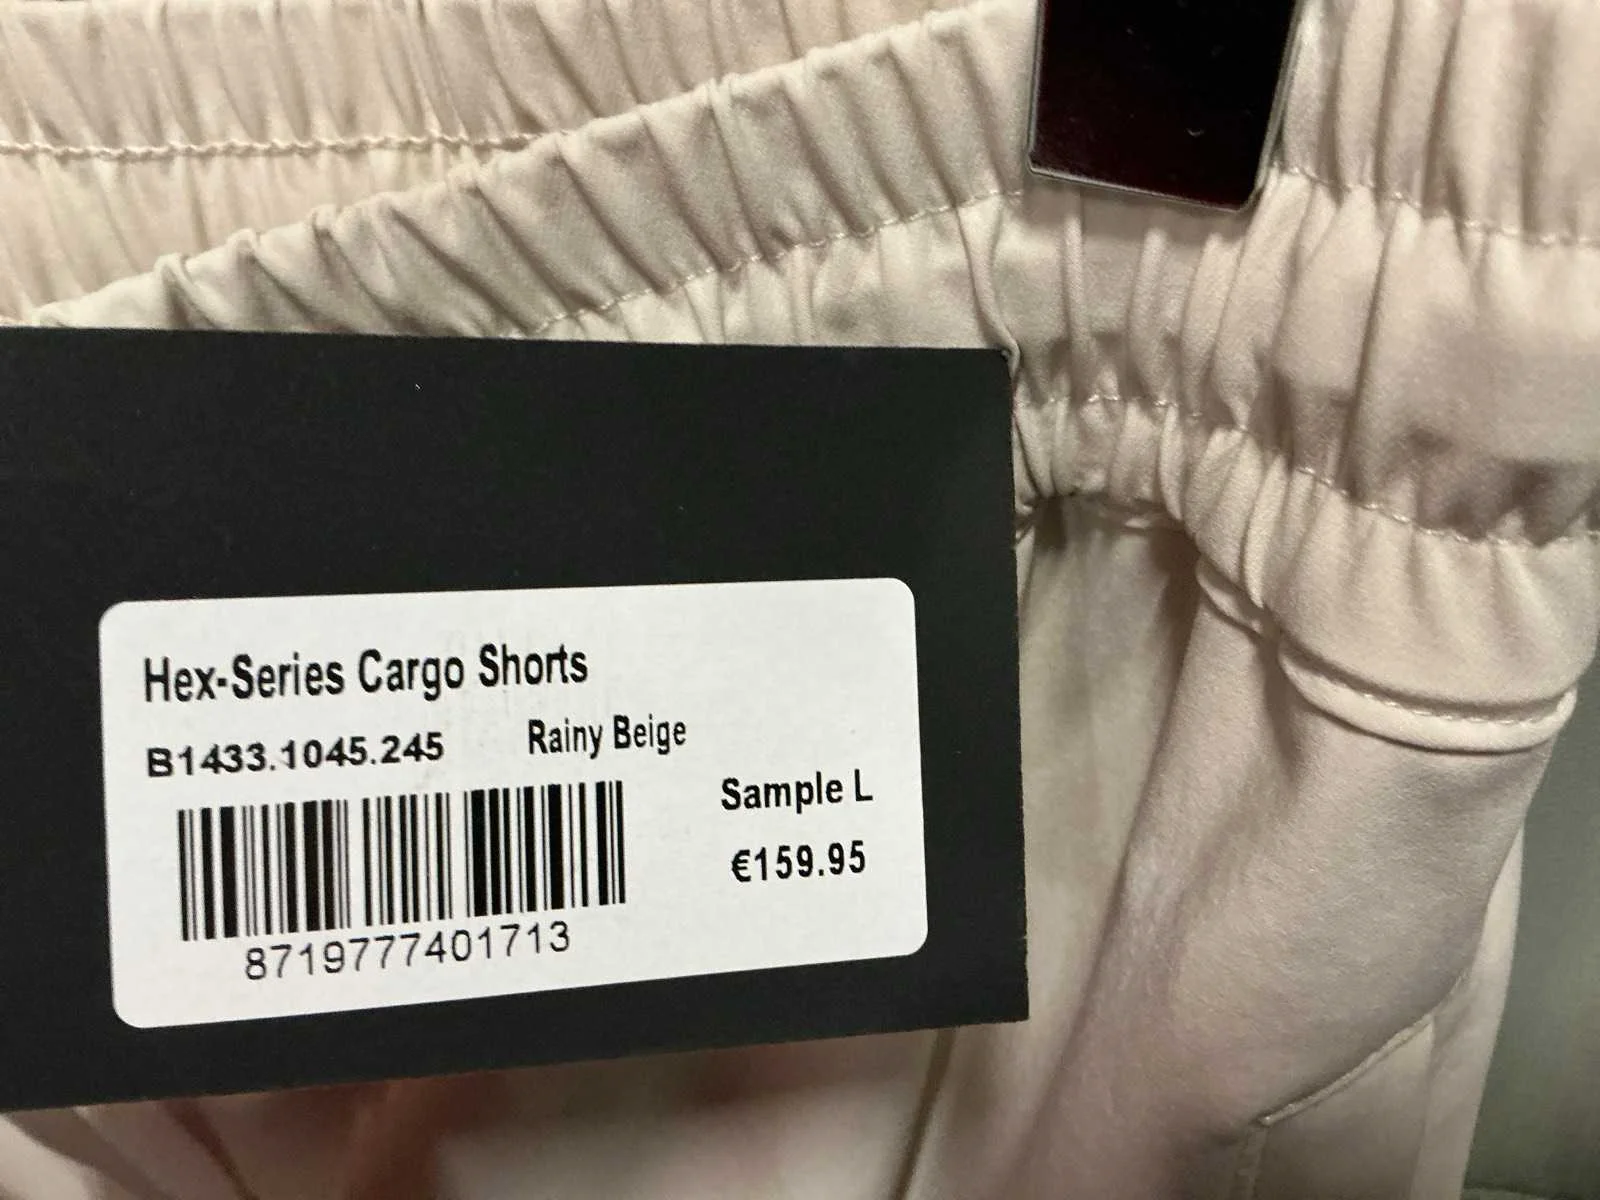 Hex-Series Cargo Shorts
B1433.1045.245 Rainy Beige
Sample L
€159.95
8719777401713